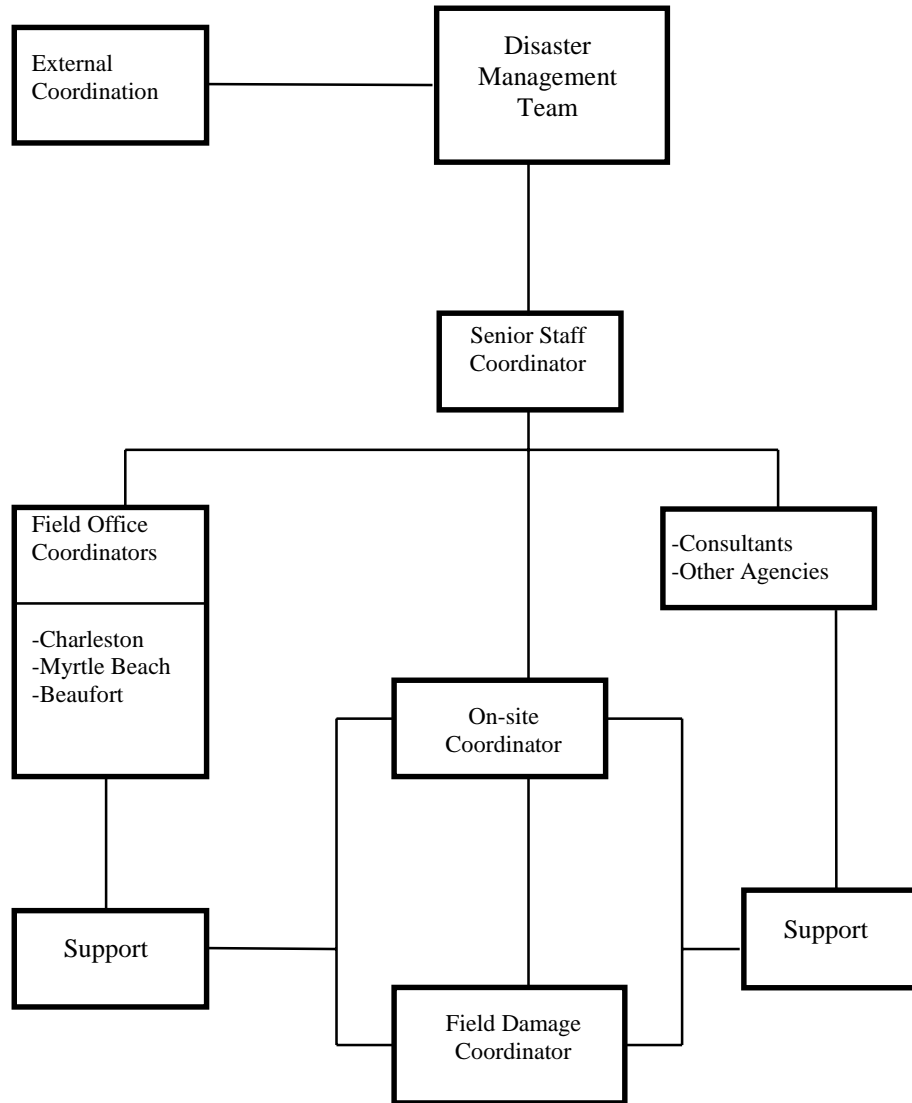 External
Coordination
Disaster
Management
Team
Senior Staff
Coordinator
Field Office
Coordinators
-Charleston
-Myrtle Beach
-Beaufort
-Consultants
-Other Agencies
On-site
Coordinator
Support
Support
Field Damage
Coordinator